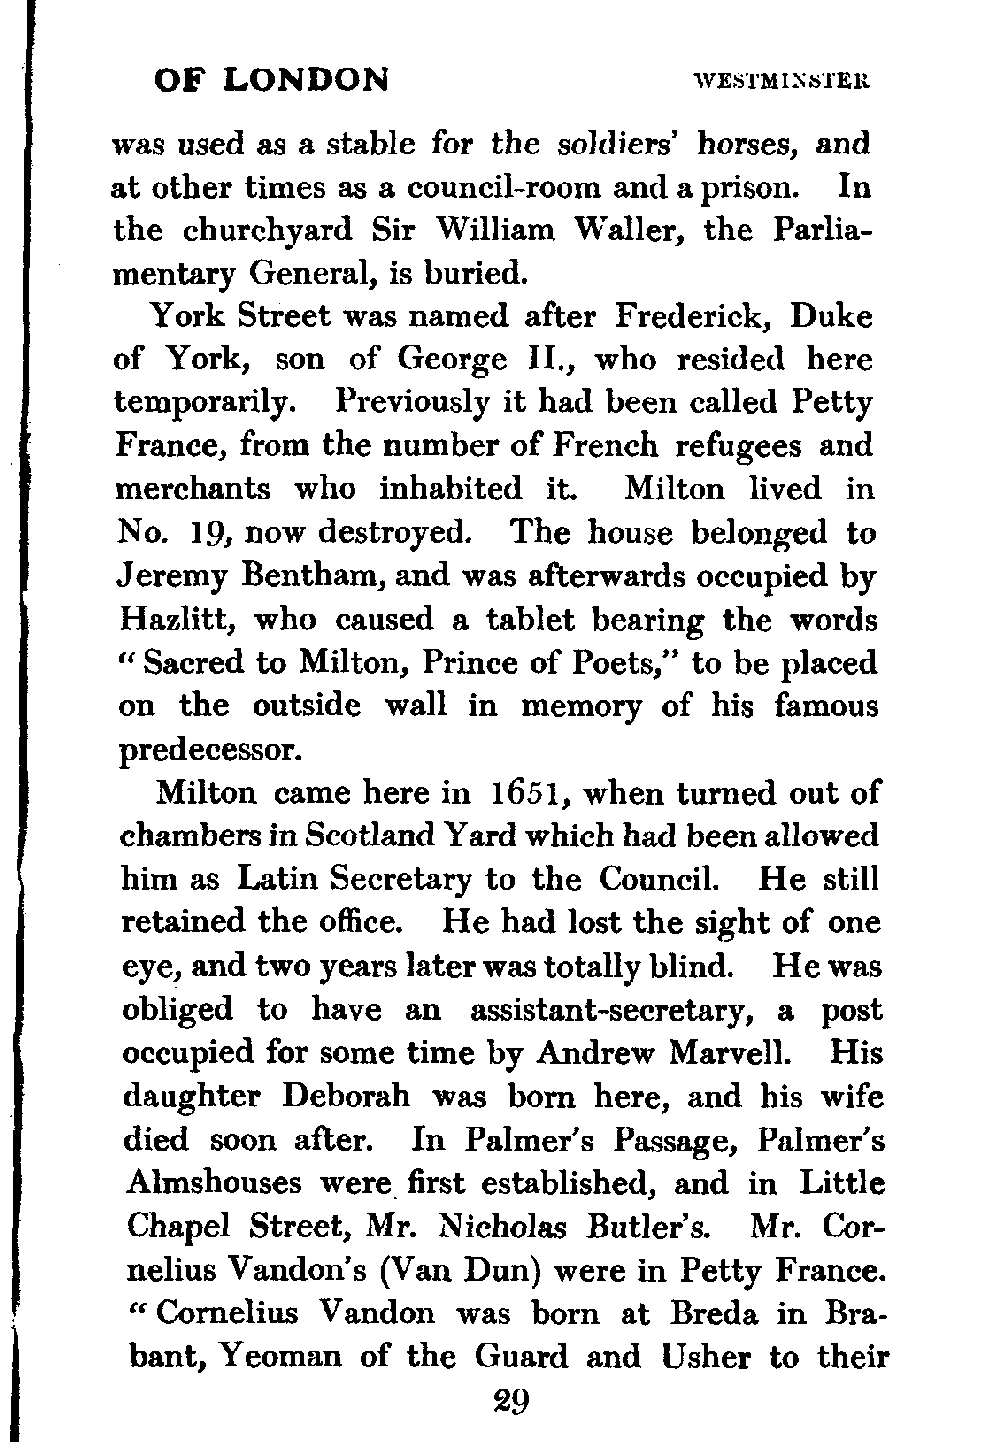 OF LONDON WESTMINSTER
was used as a stable for the soldiers' horses, and
at other times as a council-room and a prison. In
the churchyard Sir William Waller, the Parlia-
mentary General, is buried.
York Street was named after Frederick, Duke
of York, son of George II., who resided here
temporarily. Previously it had been called Petty
France, from the number of French refugees and
merchants who inhabited it. Milton lived in
No. 19, now destroyed. The house belonged to
Jeremy Bentham, and was afterwards occupied by
Hazlitt, who caused a tablet bearing the words
"Sacred to Milton, Prince of Poets," to be placed
on the outside wall in memory of his famous
predecessor.
Milton came here in 1651, when turned out of
chambers in Scotland Yard which had been allowed
him as Latin Secretary to the Council. He still
retained the office. He had lost the sight of one
eye, and two years later was totally blind. He was
obliged to have an assistant-secretary, a post
occupied for some time by Andrew Marvell. His
daughter Deborah was born here, and his wife
died soon after. In Palmer's Passage, Palmer's
Almshouses were first established, and in Little
Chapel Street, Mr. Nicholas Butler's. Mr. Cor-
nelius Vandon's (Van Dun) were in Petty France.
"Cornelius Vandon was born at Breda in Bra-
bant, Yeoman of the Guard and Usher to their
29